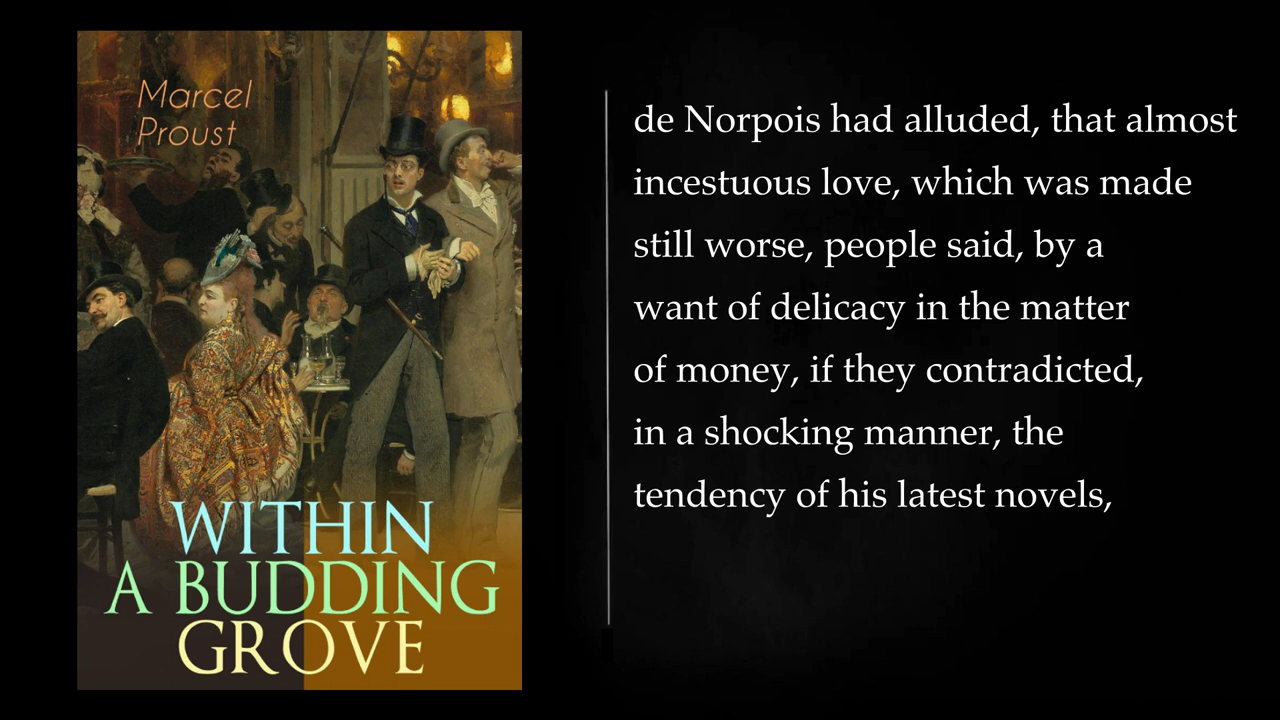 Marcel
Proust
WITHIN
A BUDDING
GROVE
de Norpois had alluded, that almost
incestuous love, which was made
still worse, people said, by a
want of delicacy in the matter
of money, if they contradicted,
in a shocking manner, the
tendency of his latest novels,